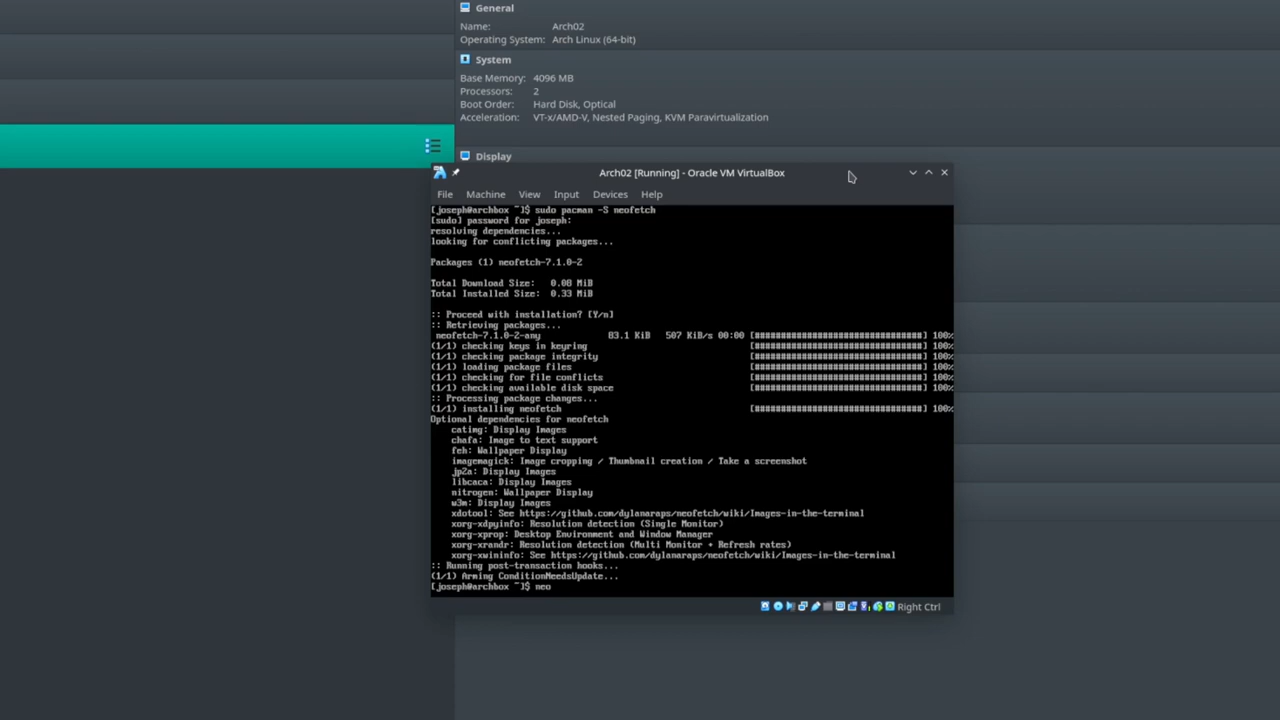 General
Name: Arch02
Operating System: Arch Linux (64-bit)
System
Base Memory: 4096 MB
Processors: 2
Boot Order: Hard Disk, Optical
Acceleration: VT-x/AMD-V, Nested Paging, KVM Paravirtualization
Display
Arch02 [Running] - Oracle VM VirtualBox
File Machine View Input Devices Help
[joseph@archbox ~]$ sudo pacman -S neofetch
[sudo] password for joseph:
resolving dependencies...
looking for conflicting packages...
Packages (1) neofetch-7.1.0-2
Total Download Size: 0.08 MiB
Total Installed Size: 0.33 MiB
:: Proceed with installation? [Y/n]
:: Retrieving packages...
neofetch-7.1.0-2-any 83.1 KiB 507 KiB/s 00:00 [################################] 100%
(1/1) checking keys in keyring [################################] 100%
(1/1) checking package integrity [################################] 100%
(1/1) loading package files [################################] 100%
(1/1) checking for file conflicts [################################] 100%
(1/1) checking available disk space [################################] 100%
:: Processing package changes...
(1/1) installing neofetch [################################] 100%
Optional dependencies for neofetch
catimg: Display Images
chafa: Image to text support
feh: Wallpaper Display
imagemagick: Image cropping / Thumbnail creation / Take a screenshot
jp2a: Display Images
libcaca: Display Images
nitrogen: Wallpaper Display
w3m: Display Images
xdotool: See https://github.com/dylanaraps/neofetch/wiki/Images-in-the-terminal
xorg-xdpyinfo: Resolution detection (Single Monitor)
xorg-xprop: Desktop Environment and Window Manager
xorg-xrandr: Resolution detection (Multi Monitor + Refresh rates)
xorg-xwininfo: See https://github.com/dylanaraps/neofetch/wiki/Images-in-the-terminal
:: Running post-transaction hooks...
(1/1) Arming ConditionNeedsUpdate...
[joseph@archbox ~]$ neo
Right Ctrl